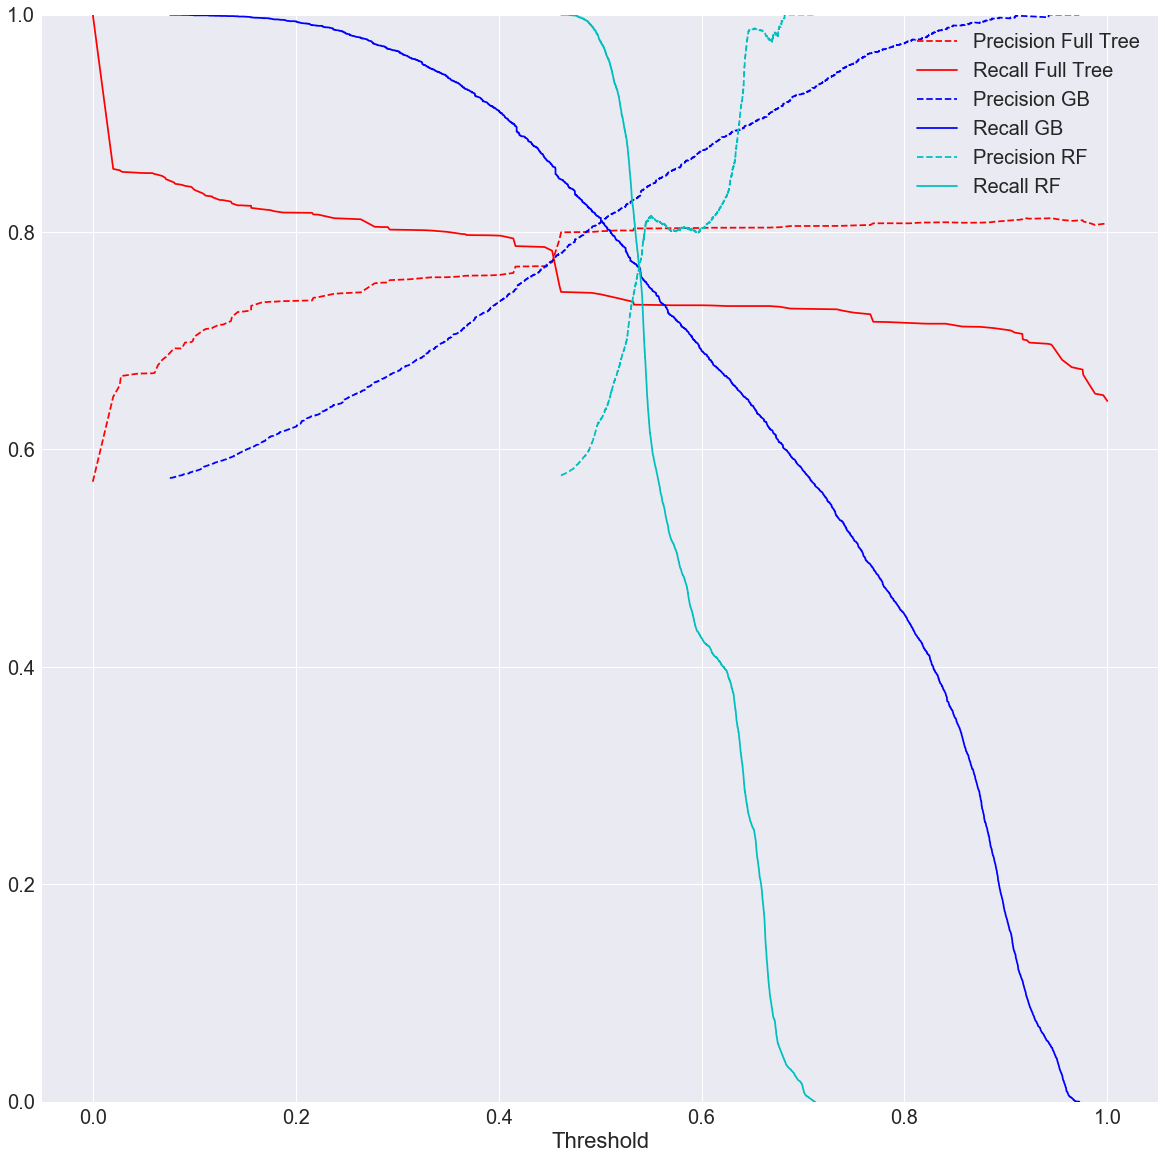 1.0
0.8
0.6
0.4
0.2
0.0
Precision Full Tree
Recall Full Tree
Precision GB
Recall GB
Precision RF
Recall RF
0.0 0.2 0.4 0.6 0.8 1.0
Threshold